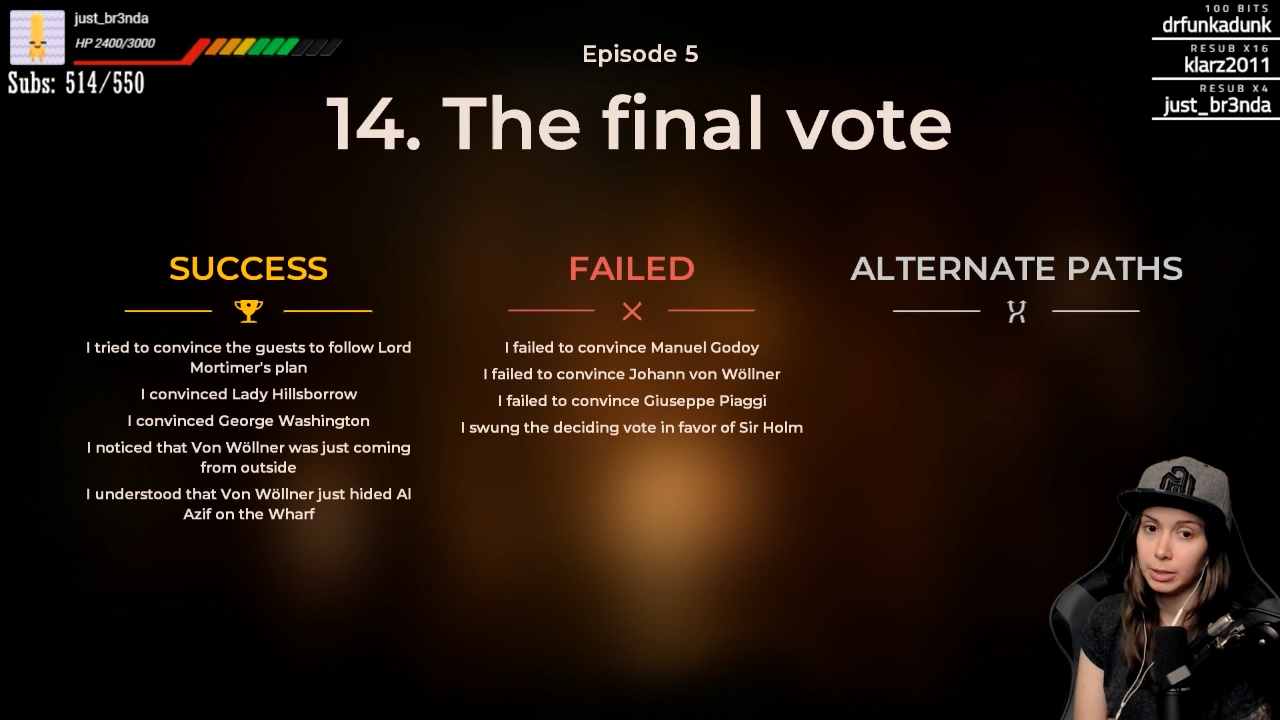 just_br3nda
HP 2400/3000
Subs: 514/550
100 BITS
drfunkadunk
RESUB X16
klarz2011
RESUB X4
just_br3nda
Episode 5
14. The final vote
SUCCESS
I tried to convince the guests to follow Lord
Mortimer's plan
I convinced Lady Hillsborrow
I convinced George Washington
I noticed that Von Wöllner was just coming
from outside
I understood that Von Wöllner just hided Al
Azif on the Wharf
FAILED
I failed to convince Manuel Godoy
I failed to convince Johann von Wöllner
I failed to convince Giuseppe Piaggi
I swung the deciding vote in favor of Sir Holm
ALTERNATE PATHS